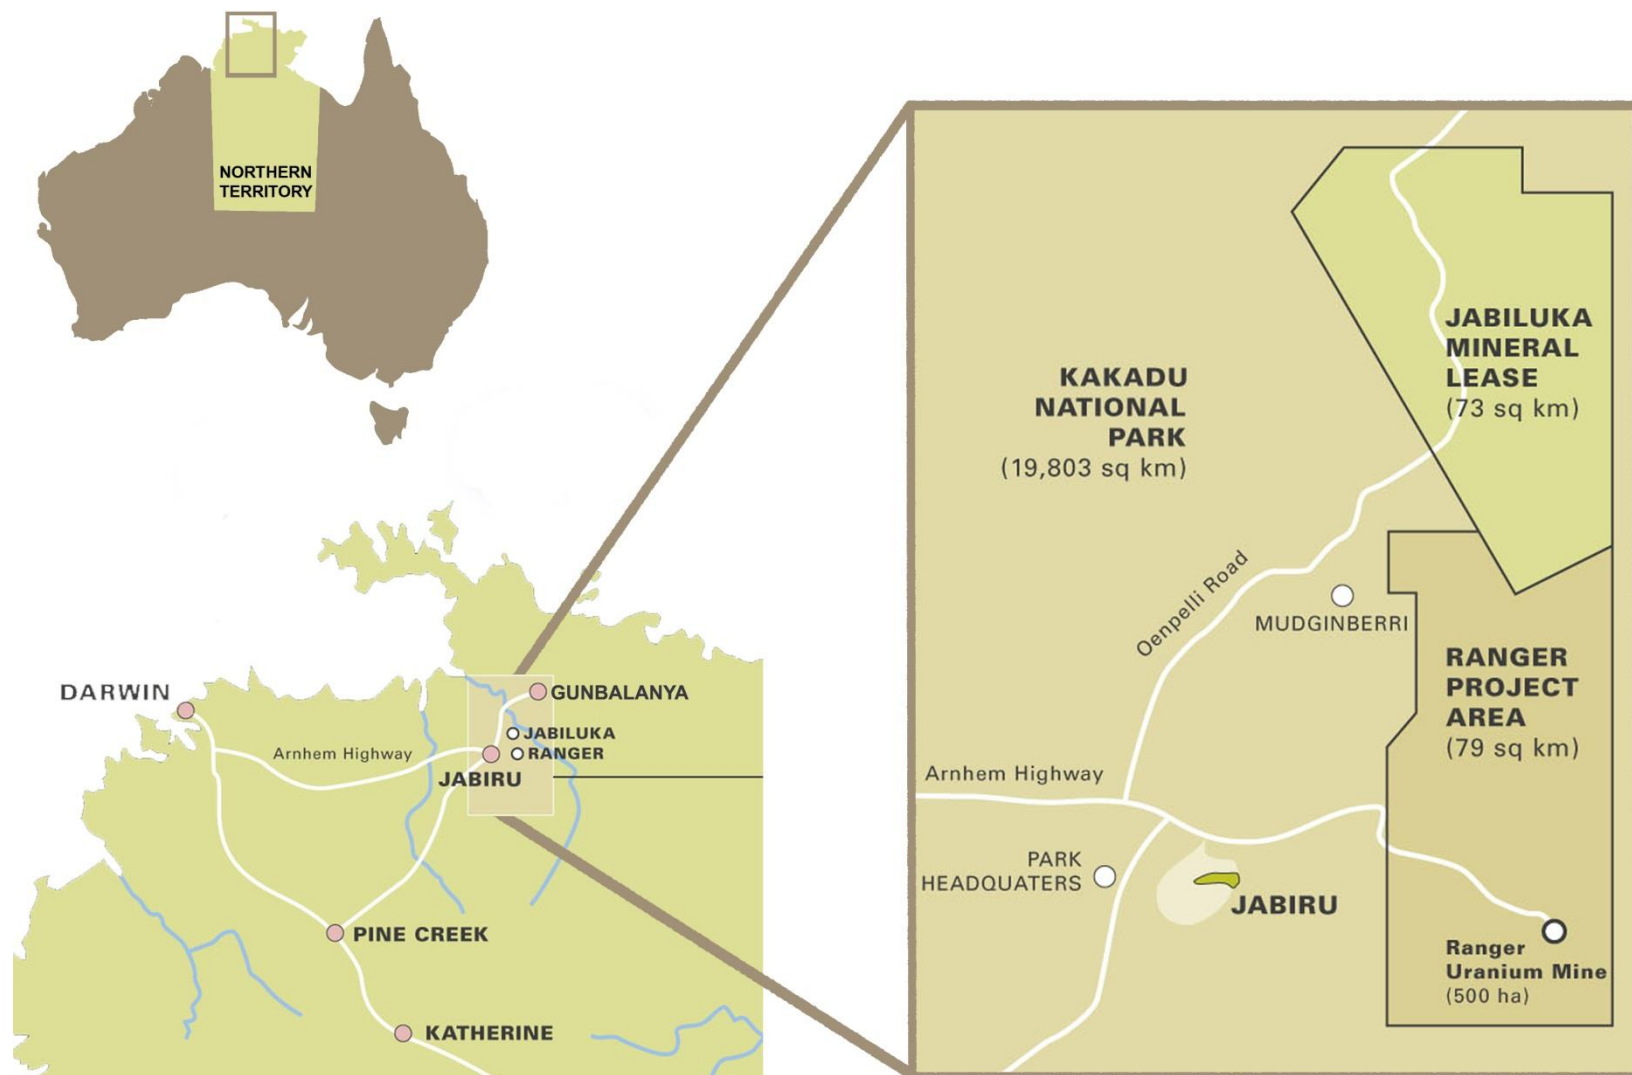 NORTHERN
TERRITORY
DARWIN
Arnhem Highway
GUNBALANYA
JABILUKA
RANGER
JABIRU
PINE CREEK
KATHERINE
KAKADU
NATIONAL
PARK
(19,803 sq km)
JABILUKA
MINERAL
LEASE
(73 sq km)
Oenpelli Road
MUDGINBERRI
RANGER
PROJECT
AREA
(79 sq km)
Arnhem Highway
PARK
HEADQUATERS
JABIRU
Ranger
Uranium Mine
(500 ha)